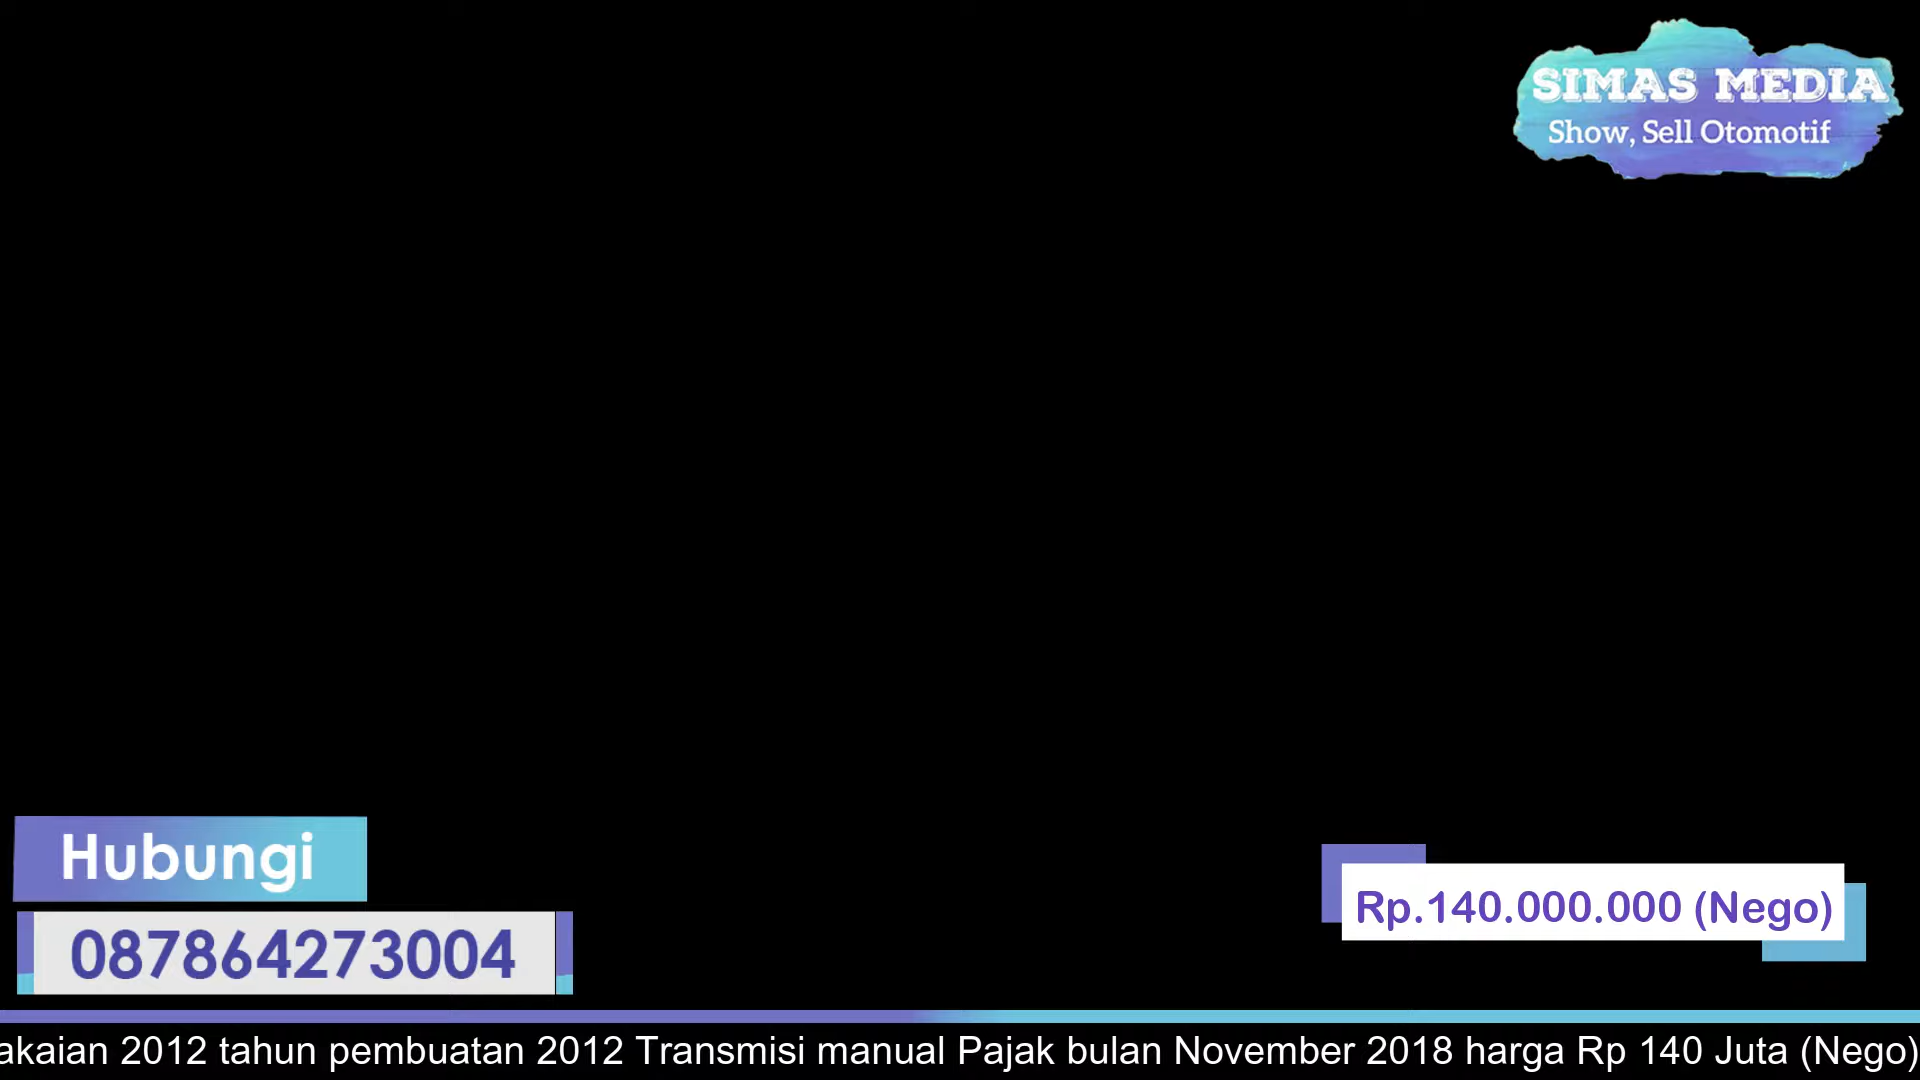 SIMAS MEDIA
Show, Sell Otomotif
Hubungi
087864273004
Rp.140.000.000 (Nego)
akaian 2012 tahun pembuatan 2012 Transmisi manual Pajak bulan November 2018 harga Rp 140 Juta (Nego)